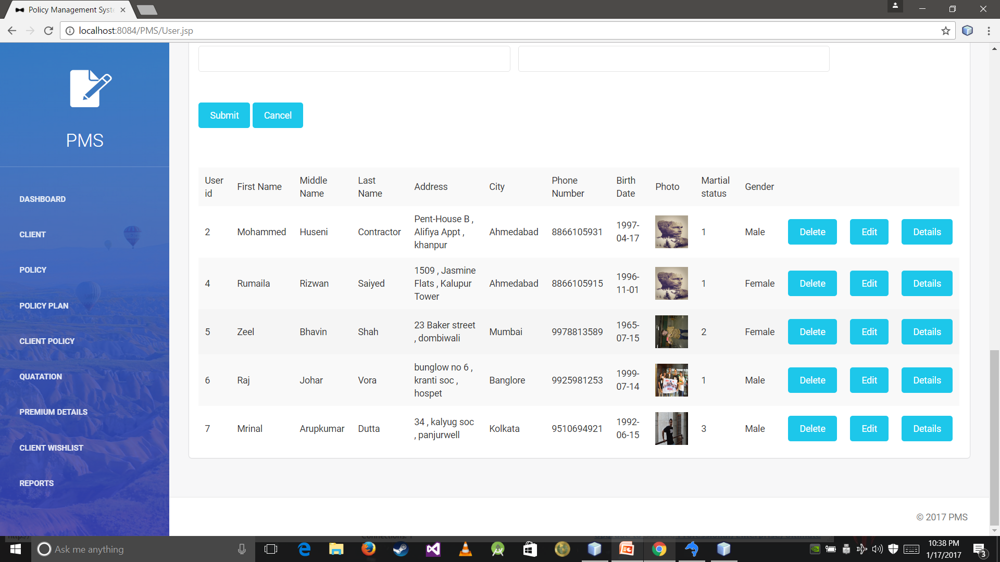 Policy Management Syste
localhost:8084/PMS/User.jsp
PMS
DASHBOARD
CLIENT
POLICY
POLICY PLAN
CLIENT POLICY
QUATATION
PREMIUM DETAILS
CLIENT WISHLIST
REPORTS
Submit Cancel
User id First Name Middle Name Last Name Address City Phone Number Birth Date Photo Martial status Gender
2 Mohammed Huseni Contractor Pent-House B , Alifiya Appt , khanpur Ahmedabad 8866105931 1997-04-17 1 Male Delete Edit Details
4 Rumaila Rizwan Saiyed 1509 , Jasmine Flats , Kalupur Tower Ahmedabad 8866105915 1996-11-01 1 Female Delete Edit Details
5 Zeel Bhavin Shah 23 Baker street , dombiwali Mumbai 9978813589 1965-07-15 2 Female Delete Edit Details
6 Raj Johar Vora bunglow no 6 , kranti soc , hospet Banglore 9925981253 1999-07-14 1 Male Delete Edit Details
7 Mrinal Arupkumar Dutta 34 , kalyug soc , panjurwell Kolkata 9510694921 1992-06-15 3 Male Delete Edit Details
© 2017 PMS
Ask me anything
10:38 PM
1/17/2017
3